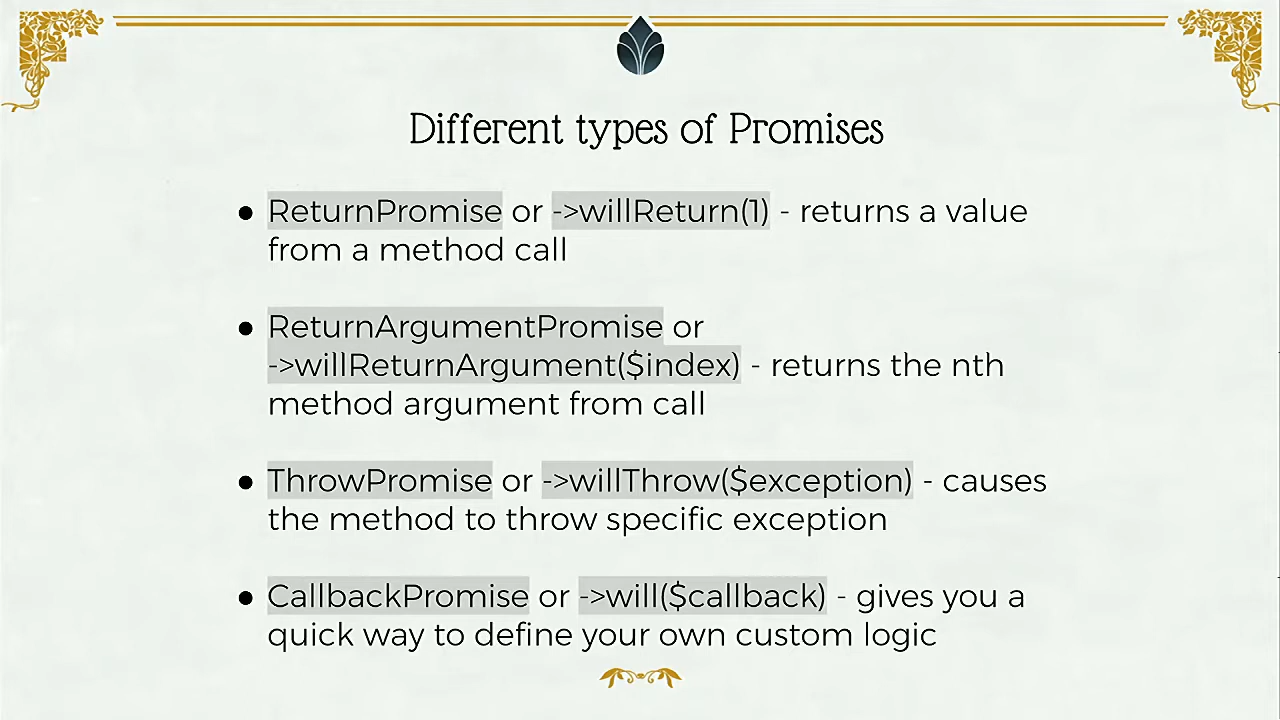 Different types of Promises
● ReturnPromise or ->willReturn(1) - returns a value
from a method call
● ReturnArgumentPromise or
->willReturnArgument($index) - returns the nth
method argument from call
● ThrowPromise or ->willThrow($exception) - causes
the method to throw specific exception
● CallbackPromise or ->will($callback) - gives you a
quick way to define your own custom logic